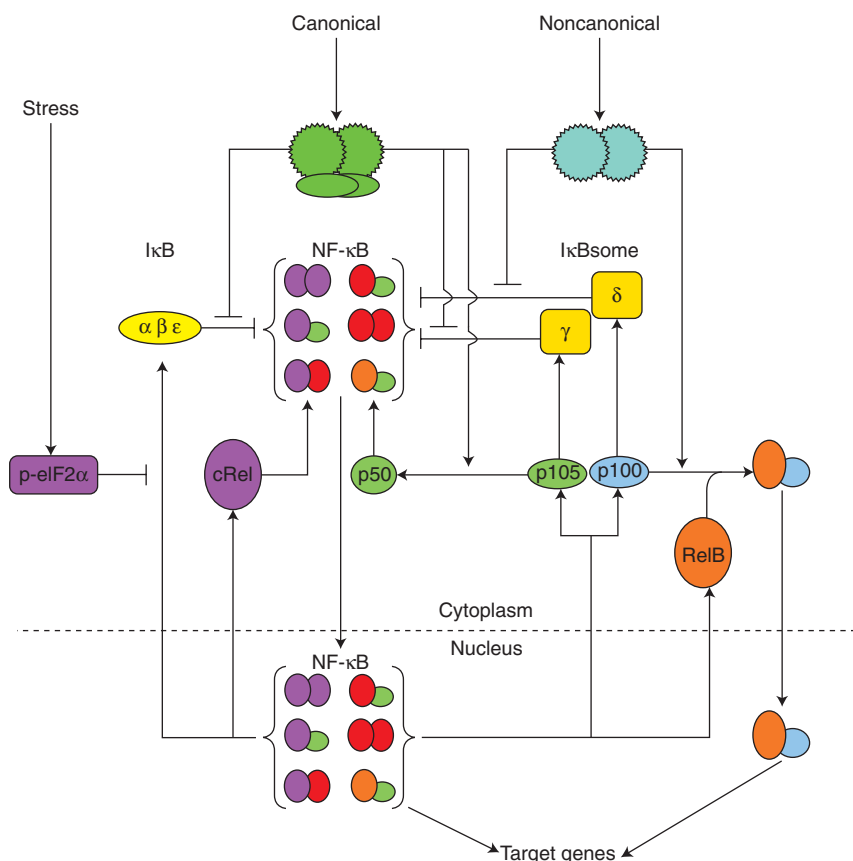 Canonical
Noncanonical
Stress
IκB
NF-κB
IκBsome
α β ε
δ
γ
p-eIF2α
cRel
p50
p105
p100
RelB
Cytoplasm
Nucleus
NF-κB
Target genes